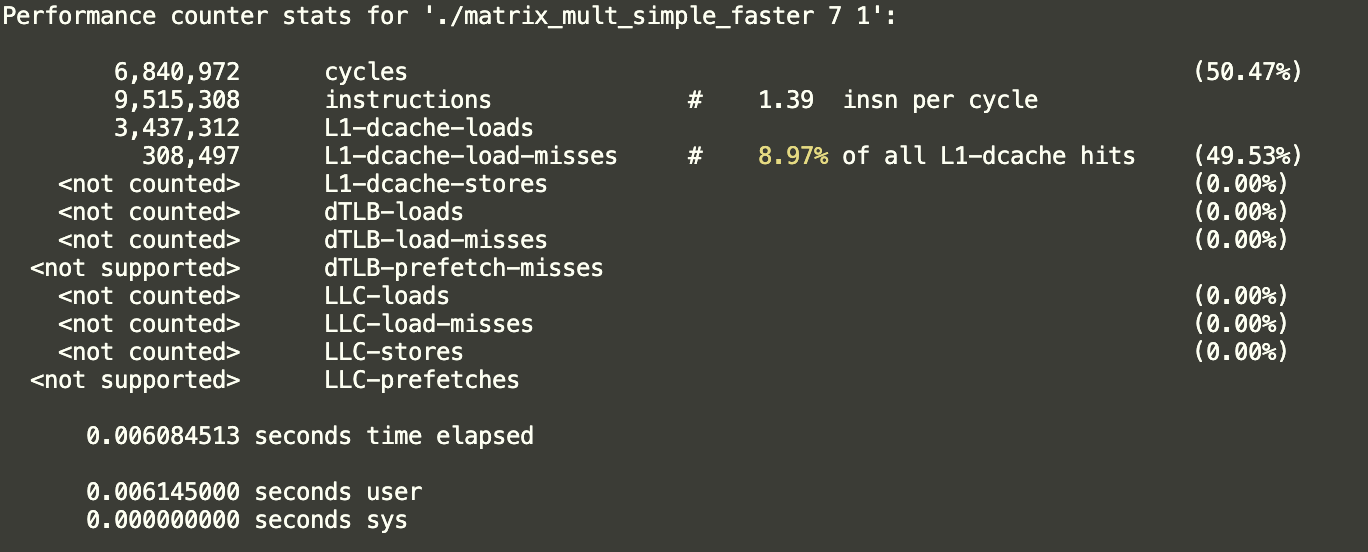 Performance counter stats for './matrix_mult_simple_faster 7 1':
6,840,972 cycles (50.47%)
9,515,308 instructions # 1.39 insn per cycle
3,437,312 L1-dcache-loads
308,497 L1-dcache-load-misses # 8.97% of all L1-dcache hits (49.53%)
<not counted> L1-dcache-stores (0.00%)
<not counted> dTLB-loads (0.00%)
<not counted> dTLB-load-misses (0.00%)
<not supported> dTLB-prefetch-misses
<not counted> LLC-loads (0.00%)
<not counted> LLC-load-misses (0.00%)
<not counted> LLC-stores (0.00%)
<not supported> LLC-prefetches
0.006084513 seconds time elapsed
0.006145000 seconds user
0.000000000 seconds sys